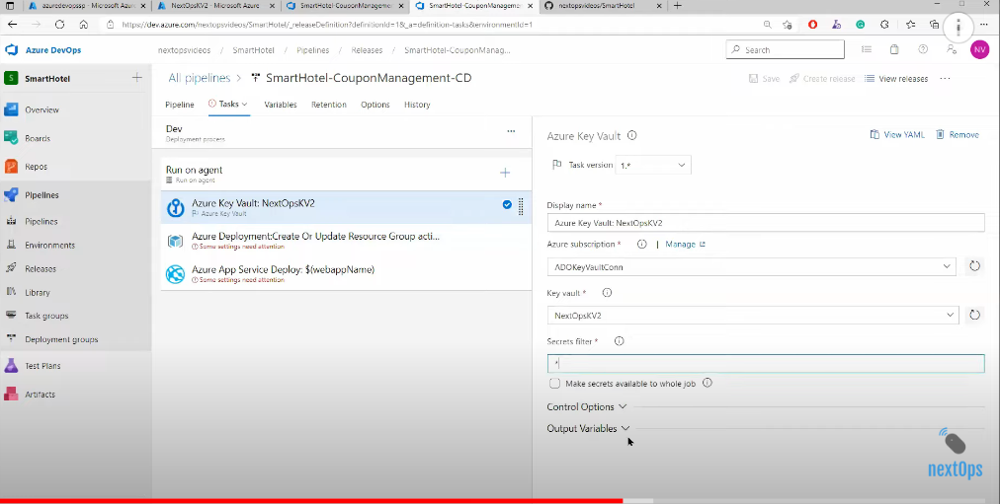 azuredevopssp - Microsoft Azure
NextOpsKV2 - Microsoft Azure
SmartHotel-CouponManagemen
SmartHotel-CouponManagement-
nextopsvideos/SmartHotel
https://dev.azure.com/nextopsvideos/SmartHotel/_releaseDefinition?definitionId=1&_a=definition-tasks&environmentId=1
Azure DevOps
nextopsvideos / SmartHotel / Pipelines / Releases / SmartHotel-CouponManag...
Search
NV
S SmartHotel
All pipelines > SmartHotel-CouponManagement-CD
Save
Create release
View releases
...
Pipeline
Tasks
Variables
Retention
Options
History
Overview
Boards
Repos
Pipelines
Pipelines
Environments
Releases
Library
Task groups
Deployment groups
Test Plans
Artifacts
Dev
Deployment process
...
Run on agent
Run on agent
Azure Key Vault: NextOpsKV2
Azure Key Vault
Azure Deployment:Create Or Update Resource Group acti...
Some settings need attention
Azure App Service Deploy: $(webappName)
Some settings need attention
Azure Key Vault
View YAML
Remove
Task version 1.*
Display name *
Azure Key Vault: NextOpsKV2
Azure subscription * | Manage
ADOKeyVaultConn
Key vault *
NextOpsKV2
Secrets filter *
*
Make secrets available to whole job
Control Options
Output Variables
nextOps